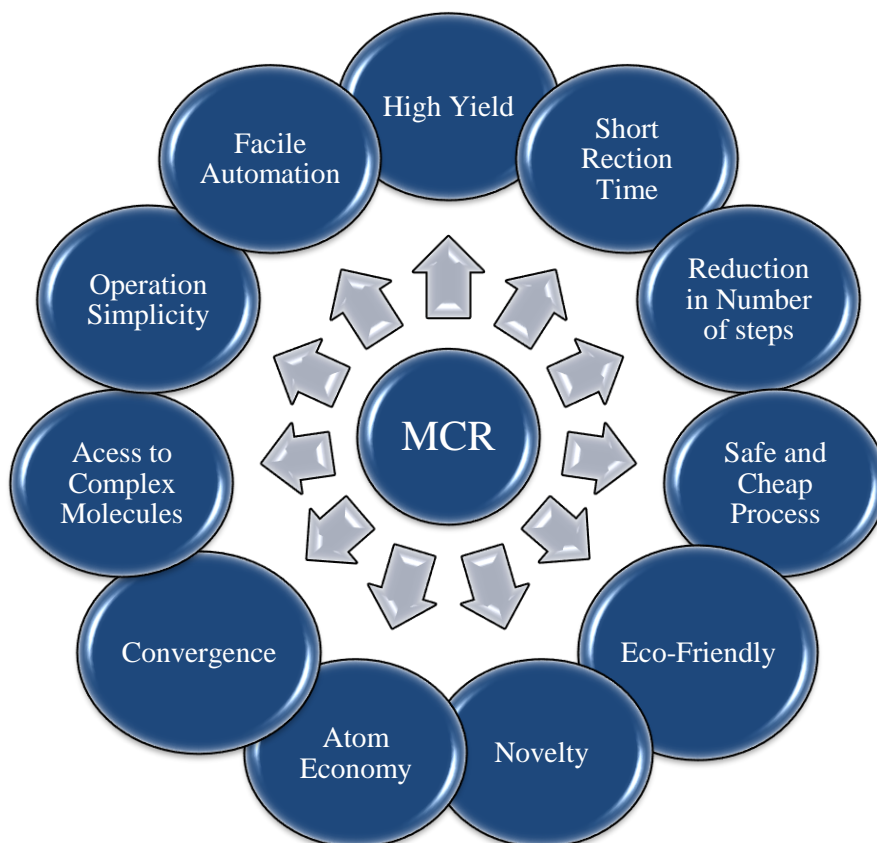 High Yield
Short
Rection
Time
Reduction
in Number
of steps
Safe and
Cheap
Process
Eco-Friendly
Novelty
Atom
Economy
Convergence
Acess to
Complex
Molecules
Operation
Simplicity
Facile
Automation
MCR